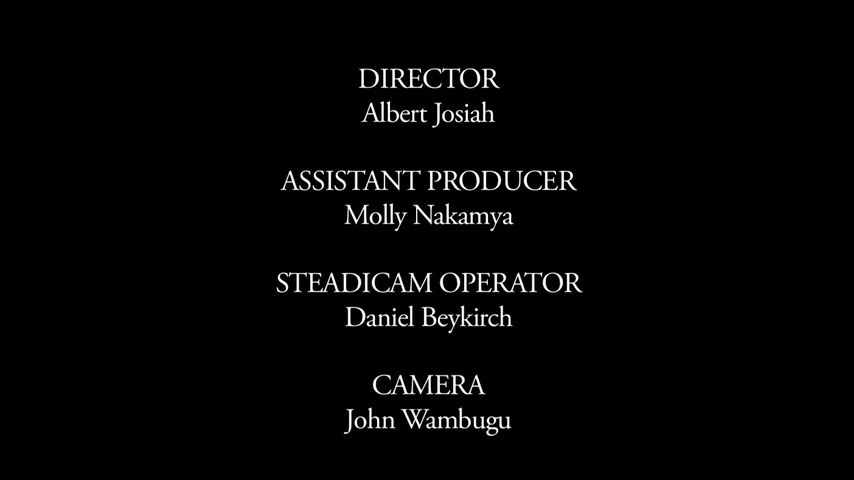 DIRECTOR
Albert Josiah
ASSISTANT PRODUCER
Molly Nakamya
STEADICAM OPERATOR
Daniel Beykirch
CAMERA
John Wambugu